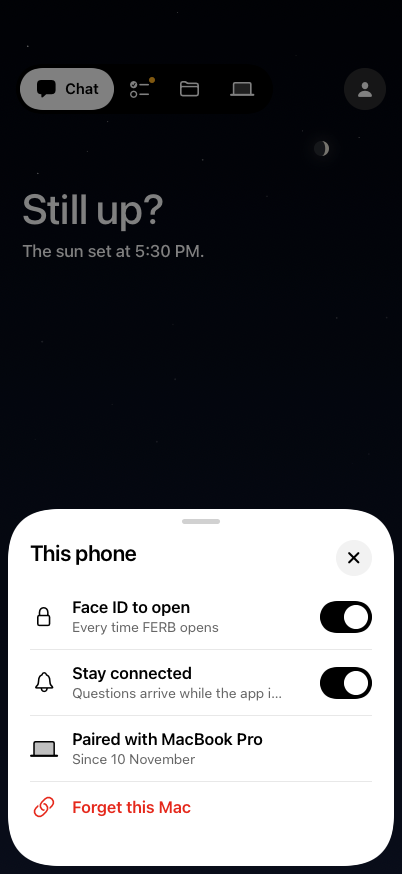 Chat
Still up?
The sun set at 5:30 PM.
This phone
Face ID to open
Every time FERB opens
Stay connected
Questions arrive while the app i...
Paired with MacBook Pro
Since 10 November
Forget this Mac